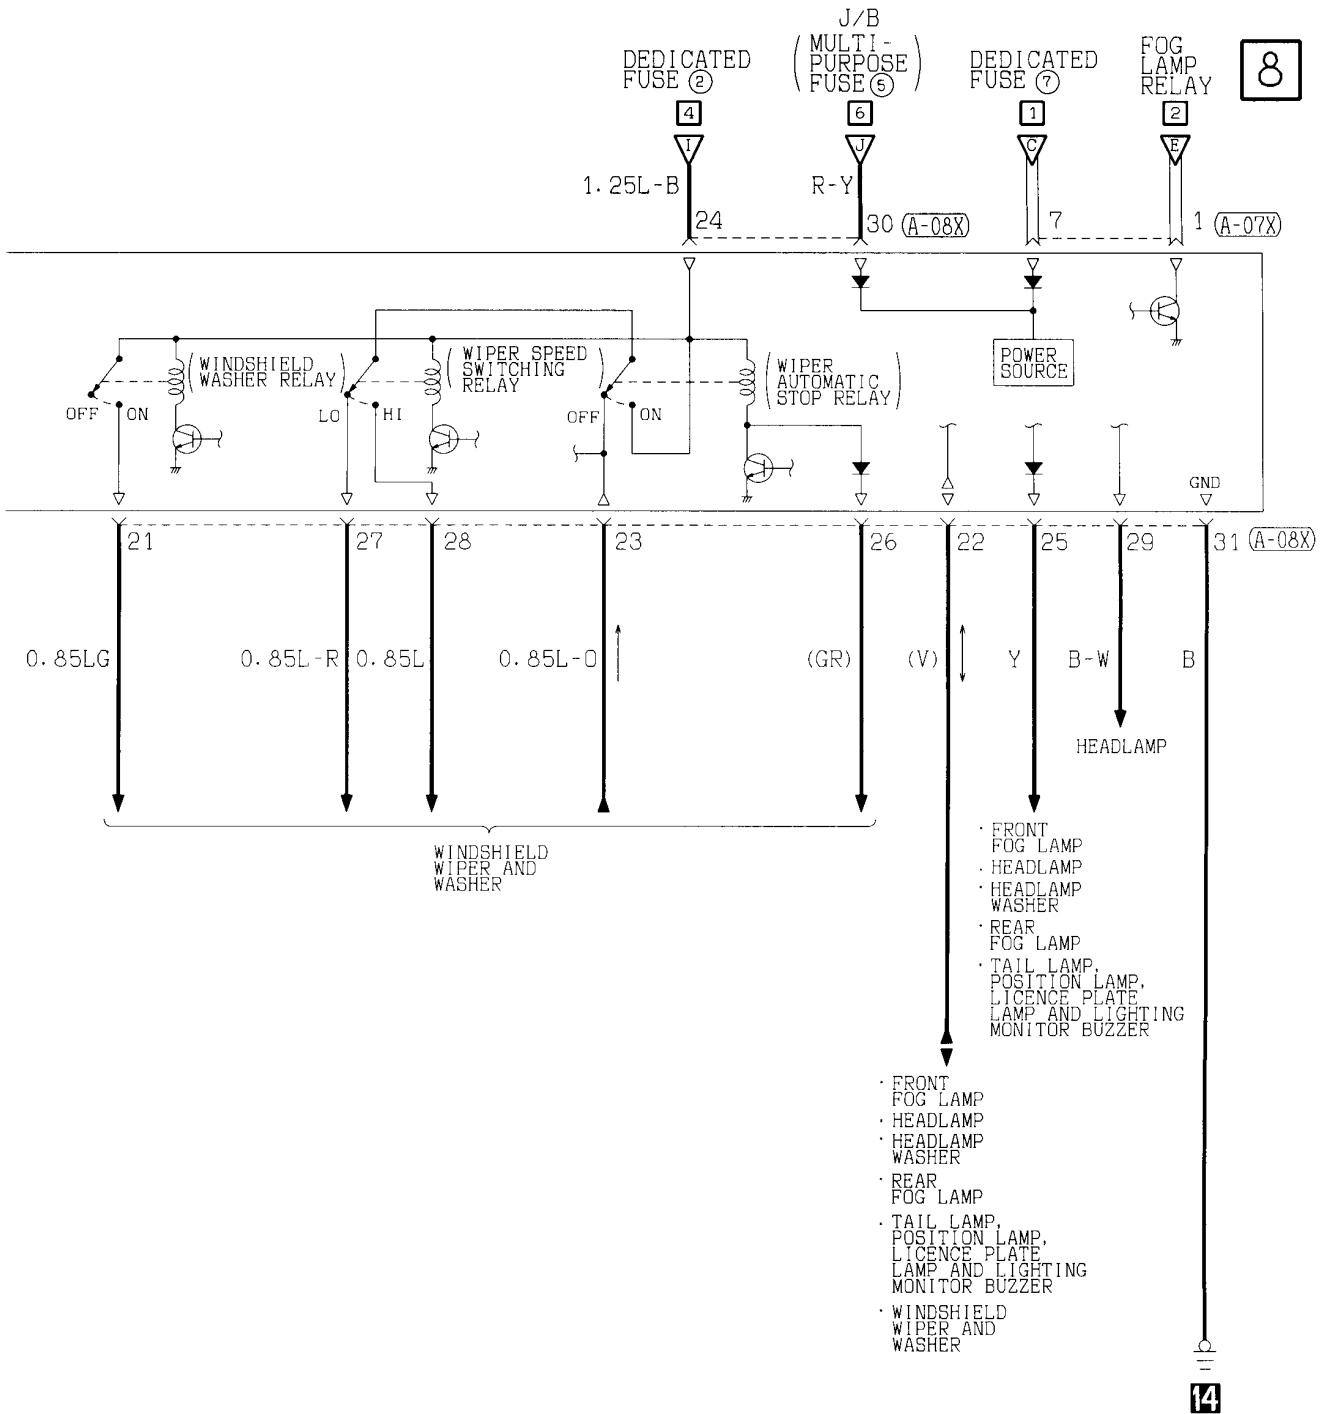 J/B
DEDICATED
FUSE ②
(MULTI-
PURPOSE
FUSE ⑤)
DEDICATED
FUSE ⑦
FOG
LAMP
RELAY
8
4
6
1
2
I
J
C
E
1.25L-B
R-Y
24
30 (A-08X)
7
1 (A-07X)
(WINDSHIELD
WASHER RELAY)
(WIPER SPEED
SWITCHING
RELAY)
(WIPER
AUTOMATIC
STOP RELAY)
POWER
SOURCE
OFF
ON
LO
HI
OFF
ON
GND
21
27
28
23
26
22
25
29
31 (A-08X)
0.85LG
0.85L-R
0.85L
0.85L-O
(GR)
(V)
Y
B-W
B
HEADLAMP
WINDSHIELD
WIPER AND
WASHER
· FRONT
FOG LAMP
· HEADLAMP
· HEADLAMP
WASHER
· REAR
FOG LAMP
· TAIL LAMP,
POSITION LAMP,
LICENCE PLATE
LAMP AND LIGHTING
MONITOR BUZZER
· FRONT
FOG LAMP
· HEADLAMP
· HEADLAMP
WASHER
· REAR
FOG LAMP
· TAIL LAMP,
POSITION LAMP,
LICENCE PLATE
LAMP AND LIGHTING
MONITOR BUZZER
· WINDSHIELD
WIPER AND
WASHER
14